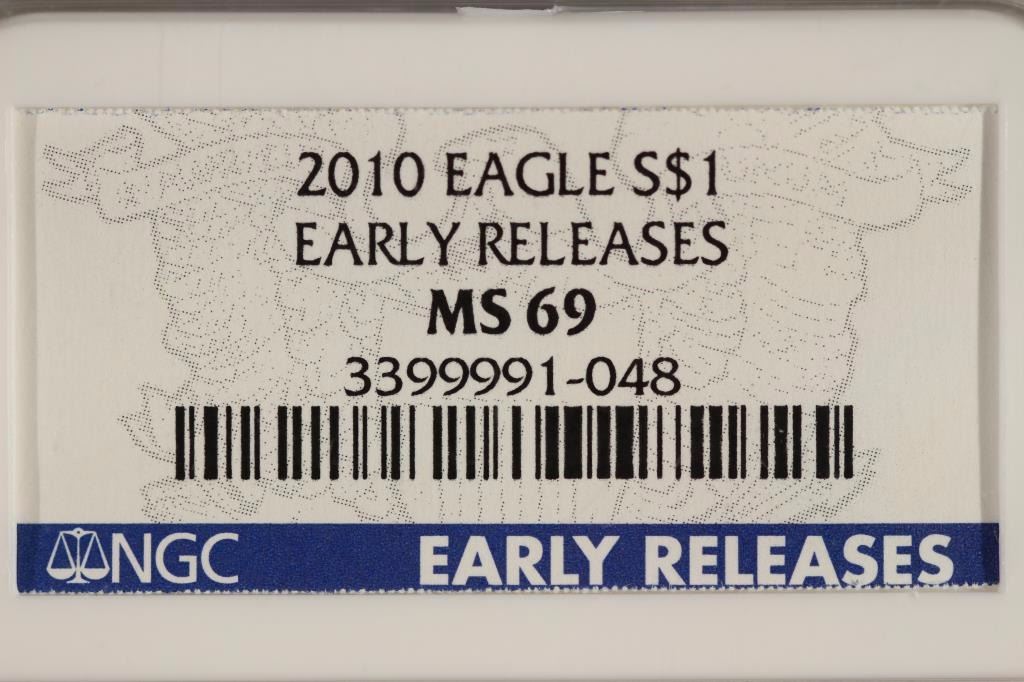 2010 EAGLE S$1
EARLY RELEASES
MS 69
3399991-048
NGC EARLY RELEASES